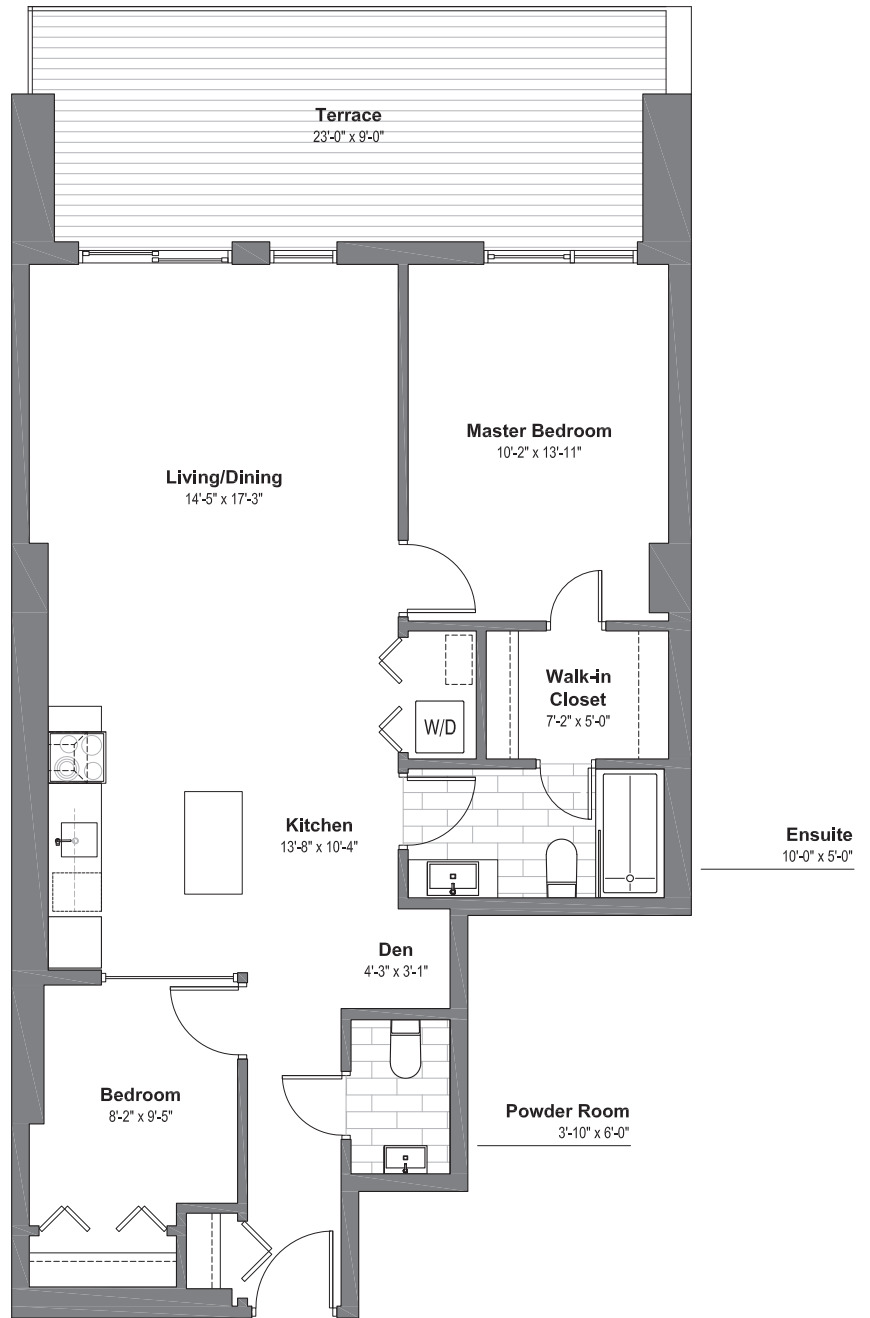 Terrace
23'-0" x 9'-0"
Master Bedroom
10'-2" x 13'-11"
Living/Dining
14'-5" x 17'-3"
Walk-in
Closet
7'-2" x 5'-0"
W/D
Kitchen
13'-8" x 10'-4"
Ensuite
10'-0" x 5'-0"
Den
4'-3" x 3'-1"
Bedroom
8'-2" x 9'-5"
Powder Room
3'-10" x 6'-0"